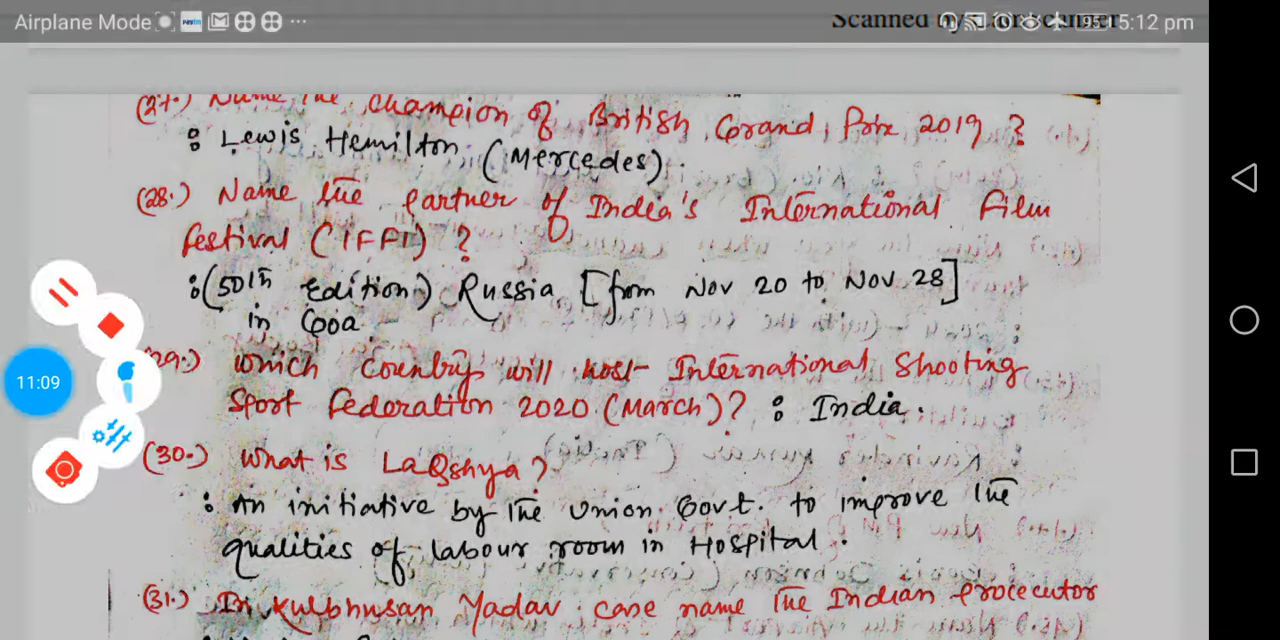 Airplane Mode ... Scanned by CamScanner 95 5:12 pm
(27.) Name the champion of British Grand Prix 2019 ?
: Lewis Hemilton (Mercedes).
(28.) Name the partner of India's International Film
festival (IFFI) ?
: (50th Edition) Russia [from Nov 20 to Nov 28]
in Goa
29.) which Country will host International Shooting
Sport Federation 2020 (March)? : India.
(30.) What is LaQshya?
: An initiative by the Union Govt. to improve the
qualities of labour room in Hospital.
(31.) In Kulbhusan Yadav case name the Indian procecutor
11:09